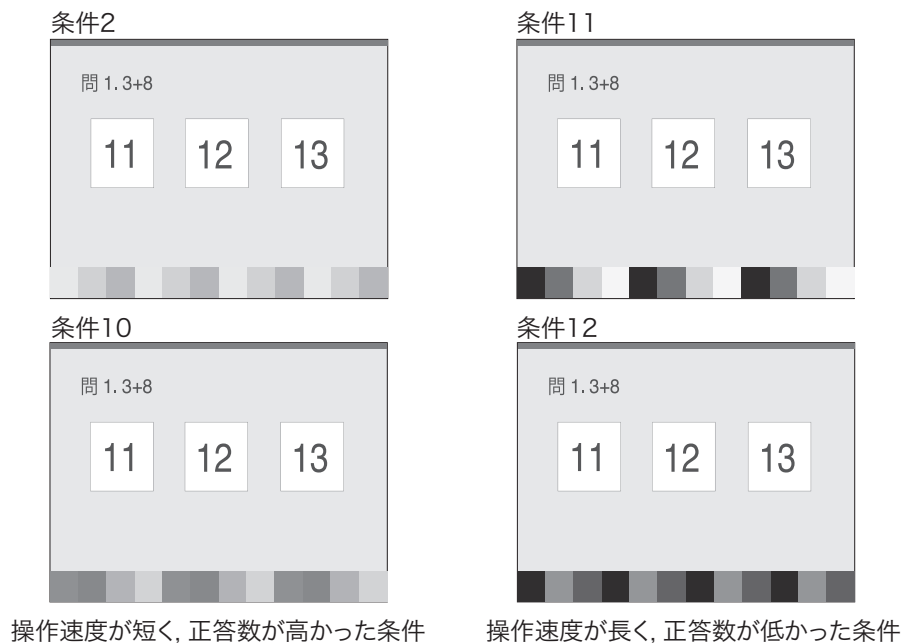 条件2
問 1. 3+8
11 12 13
条件11
問 1. 3+8
11 12 13
条件10
問 1. 3+8
11 12 13
条件12
問 1. 3+8
11 12 13
操作速度が短く, 正答数が高かった条件
操作速度が長く, 正答数が低かった条件